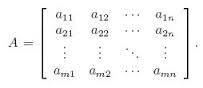 A = [ a₁₁ a₁₂ ⋯ a₁ₙ
a₂₁ a₂₂ ⋯ a₂ₙ
⋮ ⋮ ⋱ ⋮
aₘ₁ aₘ₂ ⋯ aₘₙ ].